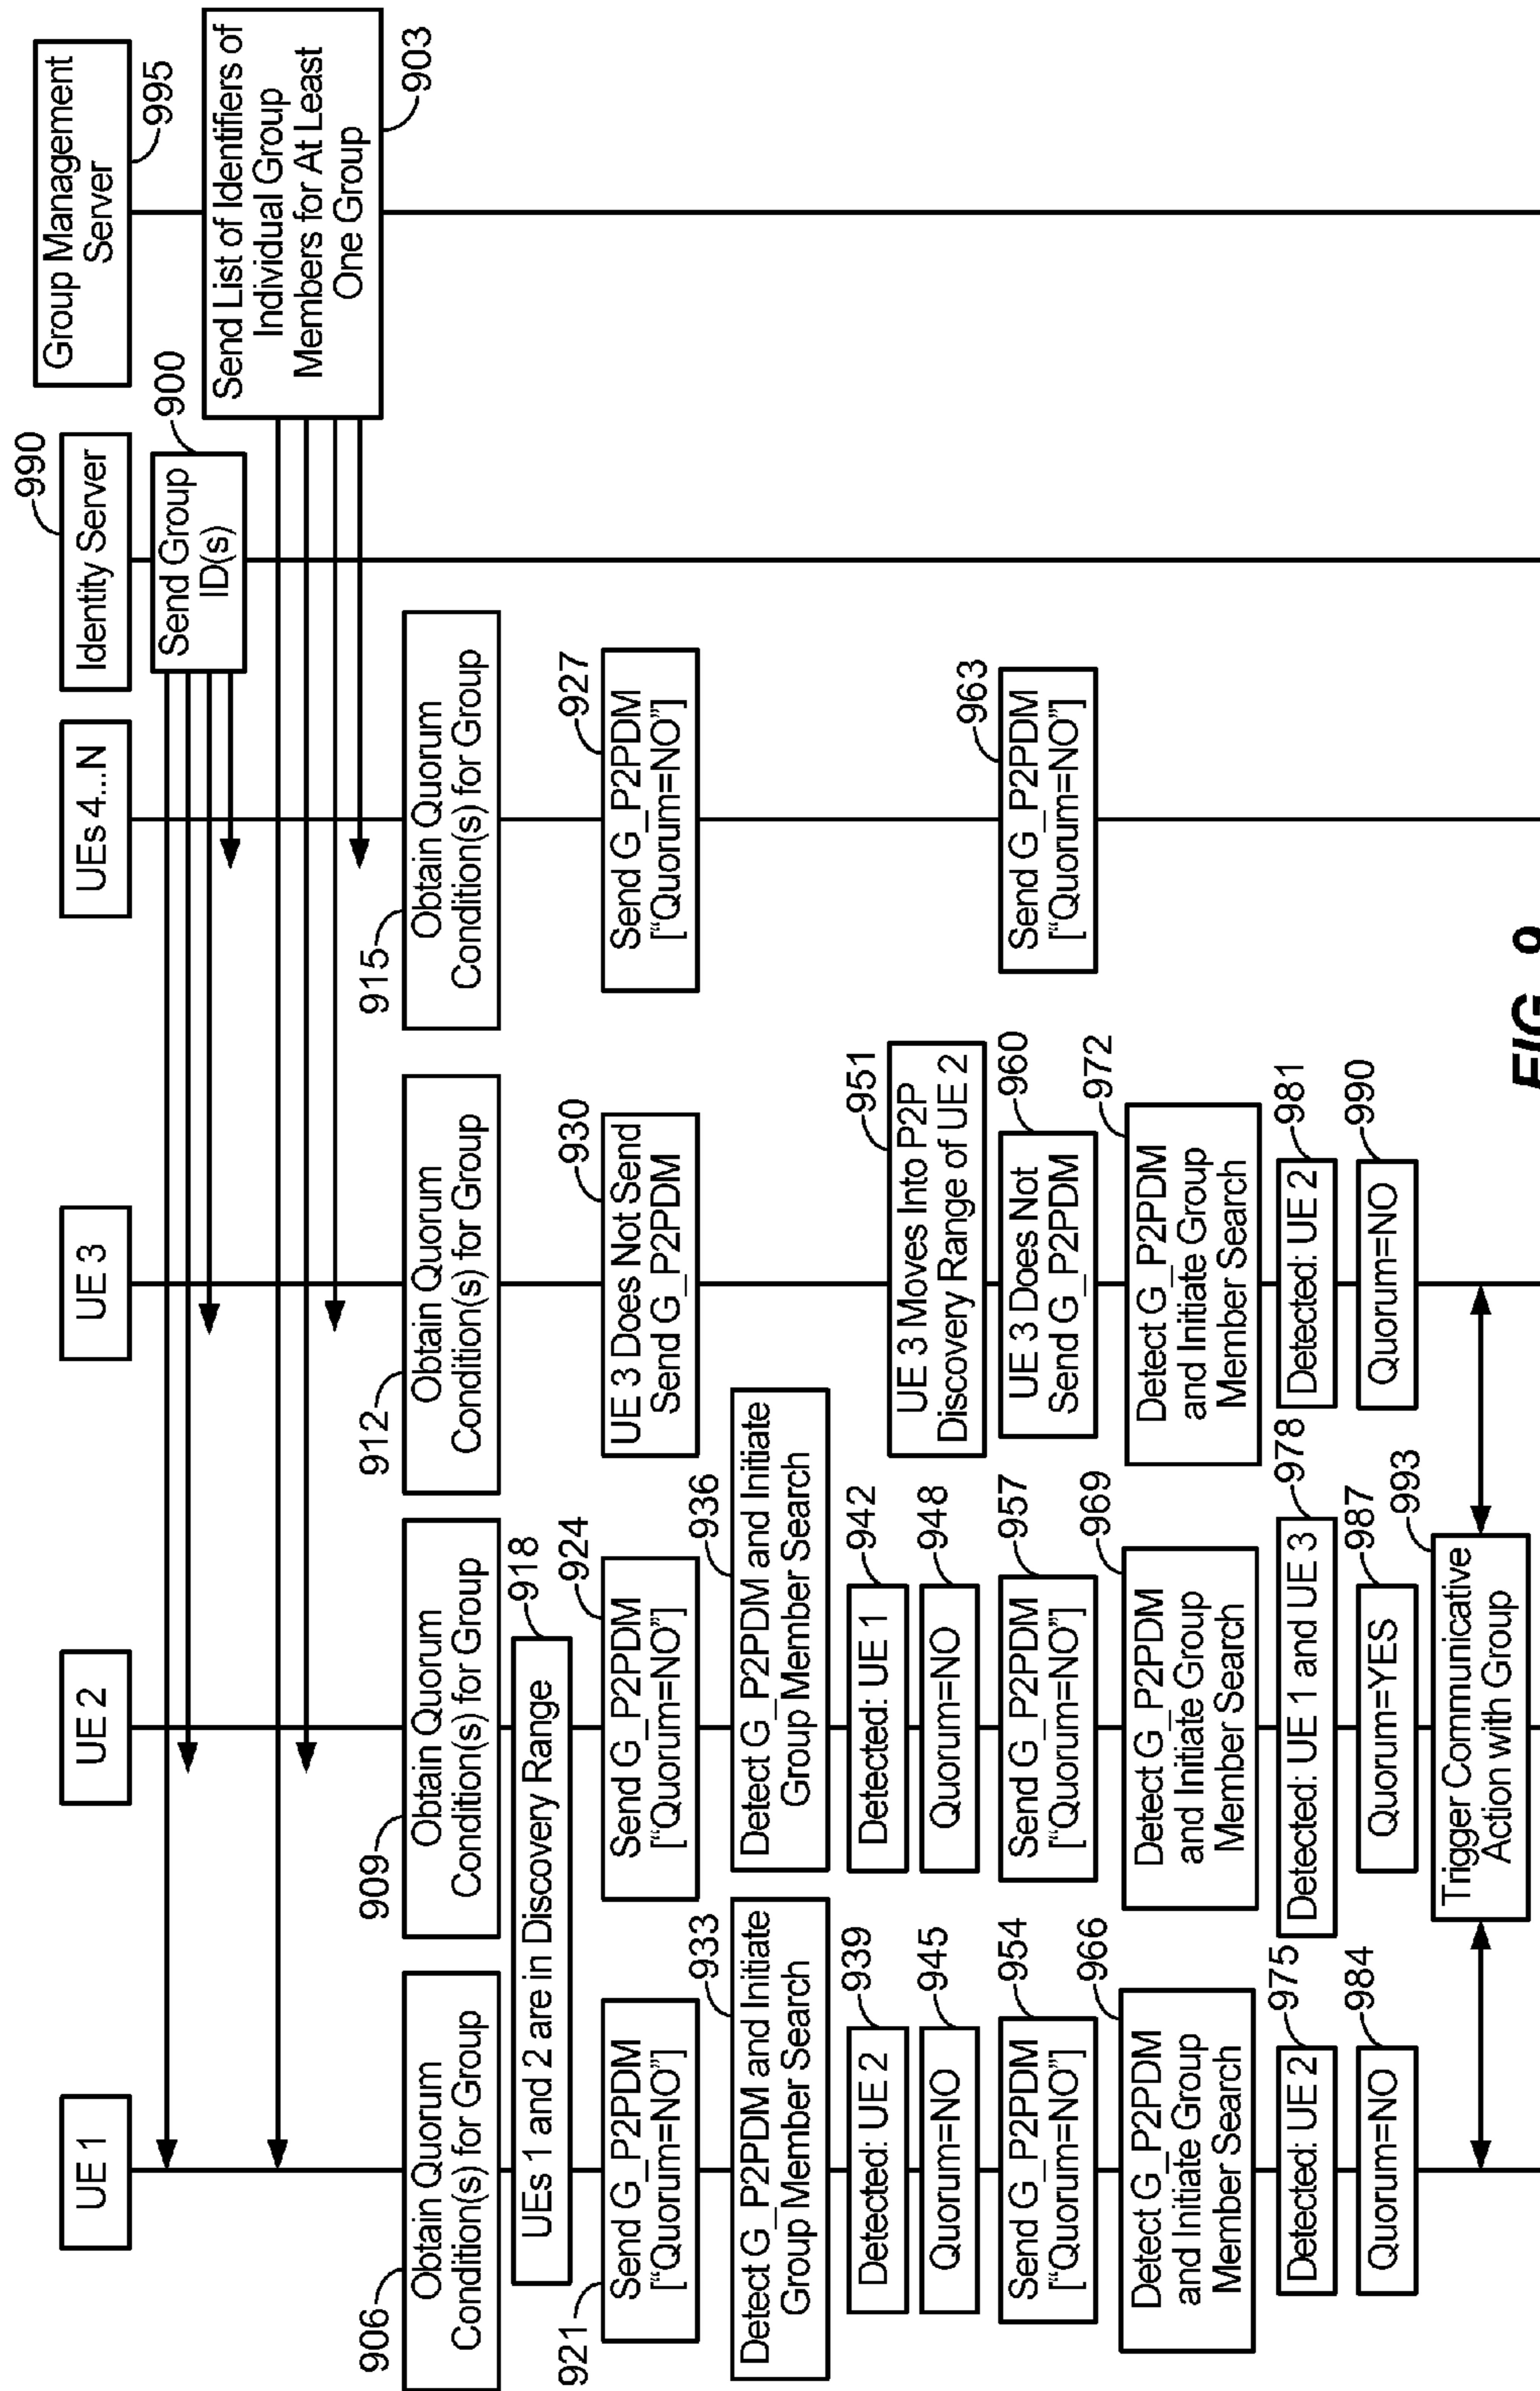 UE 1
UE 2
UE 3
UEs 4...N
990
Identity Server
Group Management
Server
995
900
Send Group
ID(s)
Send List of Identifiers of
Individual Group
Members for At Least
One Group
903
906
Obtain Quorum
Condition(s) for Group
909
Obtain Quorum
Condition(s) for Group
912
Obtain Quorum
Condition(s) for Group
915
Obtain Quorum
Condition(s) for Group
UEs 1 and 2 are in Discovery Range
918
921
Send G_P2PDM
["Quorum=NO"]
924
Send G_P2PDM
["Quorum=NO"]
930
UE 3 Does Not Send
Send G_P2PDM
927
Send G_P2PDM
["Quorum=NO"]
933
Detect G_P2PDM and Initiate
Group Member Search
936
Detect G_P2PDM and Initiate
Group Member Search
939
Detected: UE 2
942
Detected: UE 1
945
Quorum=NO
948
Quorum=NO
951
UE 3 Moves Into P2P
Discovery Range of UE 2
954
Send G_P2PDM
["Quorum=NO"]
957
Send G_P2PDM
["Quorum=NO"]
960
UE 3 Does Not
Send G_P2PDM
963
Send G_P2PDM
["Quorum=NO"]
966
Detect G_P2PDM
and Initiate Group
Member Search
969
Detect G_P2PDM
and Initiate Group
Member Search
972
Detect G_P2PDM
and Initiate Group
Member Search
975
Detected: UE 2
978
Detected: UE 1 and UE 3
981
Detected: UE 2
984
Quorum=NO
987
Quorum=YES
990
Quorum=NO
993
Trigger Communicative
Action with Group
FIG. 9